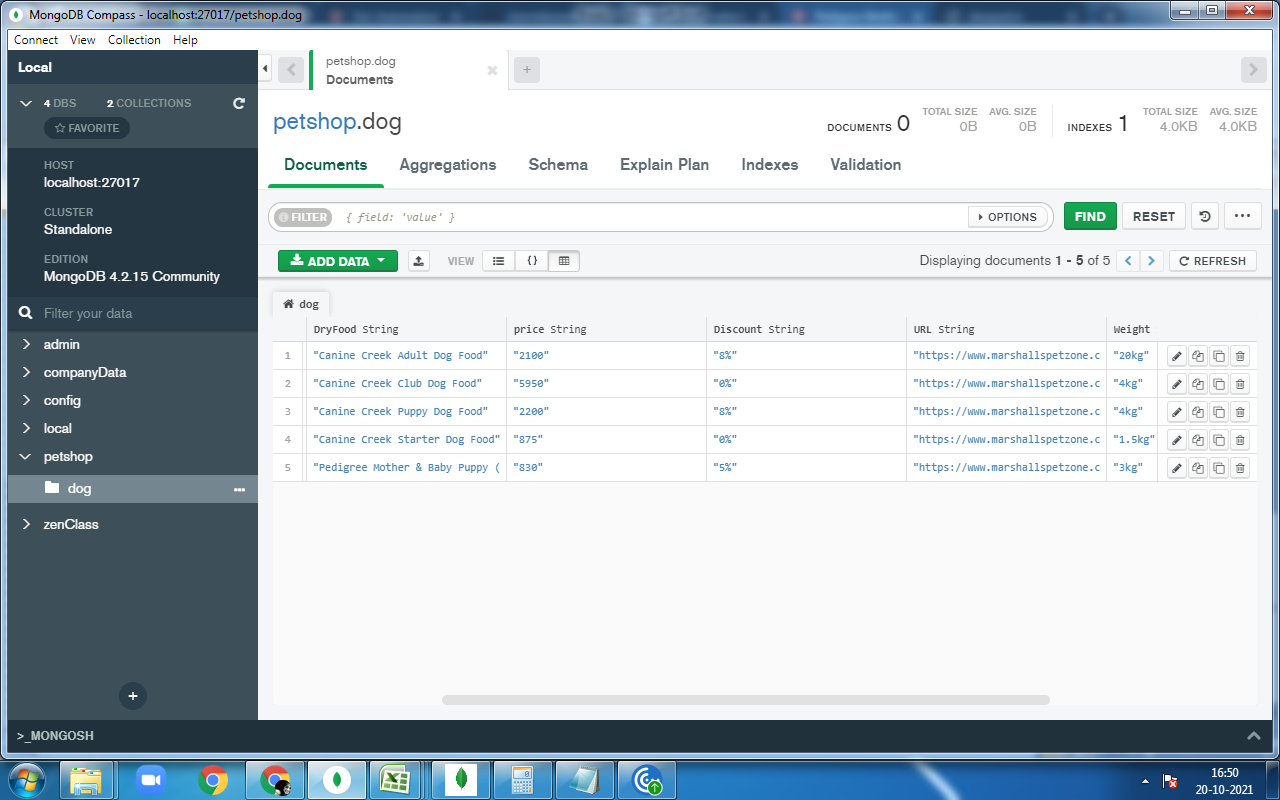 MongoDB Compass - localhost:27017/petshop.dog
Connect View Collection Help
Local
4 DBS 2 COLLECTIONS
FAVORITE
HOST
localhost:27017
CLUSTER
Standalone
EDITION
MongoDB 4.2.15 Community
Filter your data
admin
companyData
config
local
petshop
dog
zenClass
+
petshop.dog
Documents
+
petshop.dog
DOCUMENTS 0
TOTAL SIZE AVG. SIZE
0B 0B
INDEXES 1
TOTAL SIZE AVG. SIZE
4.0KB 4.0KB
Documents Aggregations Schema Explain Plan Indexes Validation
FILTER { field: 'value' } OPTIONS FIND RESET ...
ADD DATA VIEW {} Displaying documents 1 - 5 of 5 < > REFRESH
dog
DryFood String price String Discount String URL String Weight
1 "Canine Creek Adult Dog Food" "2100" "8%" "https://www.marshallspetzone.c "20kg"
2 "Canine Creek Club Dog Food" "5950" "0%" "https://www.marshallspetzone.c "4kg"
3 "Canine Creek Puppy Dog Food" "2200" "8%" "https://www.marshallspetzone.c "4kg"
4 "Canine Creek Starter Dog Food" "875" "0%" "https://www.marshallspetzone.c "1.5kg"
5 "Pedigree Mother & Baby Puppy ( "830" "5%" "https://www.marshallspetzone.c "3kg"
>_MONGOSH
16:50
20-10-2021